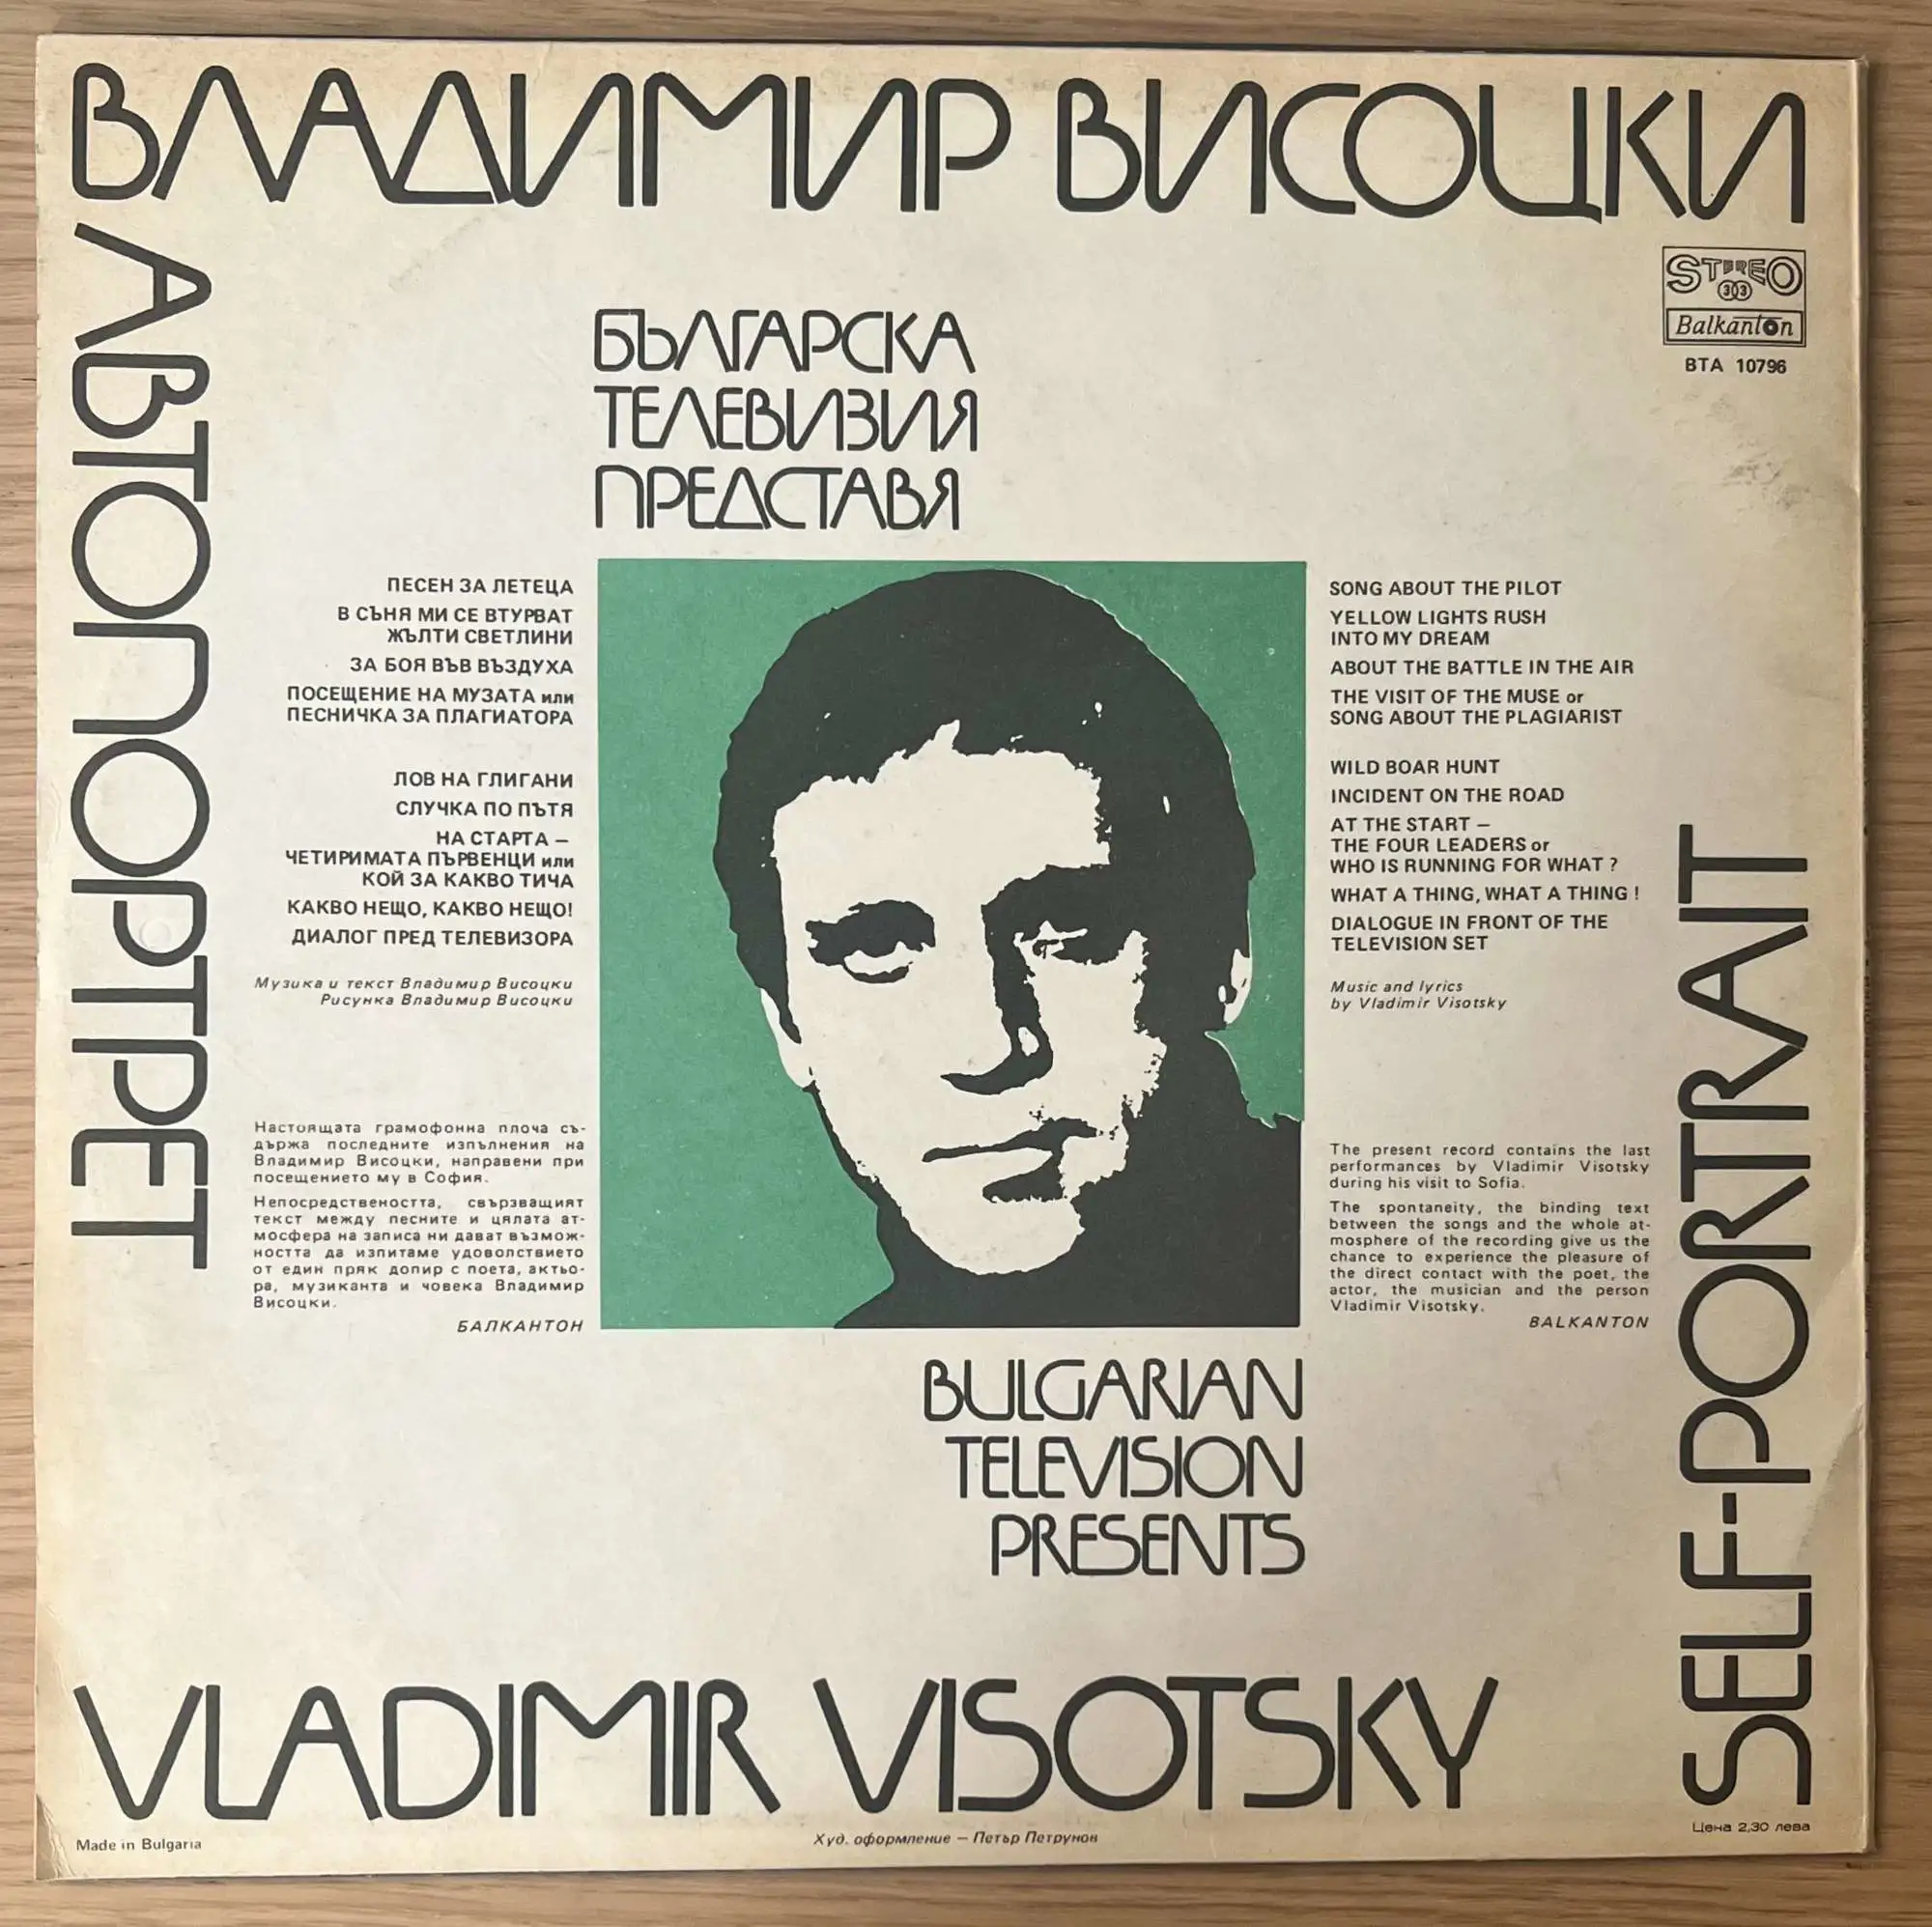 ВЛАДИМИР ВИСОЦКИ
АВТОПОРТРЕТ
STEREO
33
Balkanton
ВТА 10796
БЪЛГАРСКА
ТЕЛЕВИЗИЯ
ПРЕДСТАВЯ
ПЕСЕН ЗА ЛЕТЕЦА
В СЪНЯ МИ СЕ ВТУРВАТ
ЖЪЛТИ СВЕТЛИНИ
ЗА БОЯ ВЪВ ВЪЗДУХА
ПОСЕЩЕНИЕ НА МУЗАТА или
ПЕСНИЧКА ЗА ПЛАГИАТОРА
ЛОВ НА ГЛИГАНИ
СЛУЧКА ПО ПЪТЯ
НА СТАРТА –
ЧЕТИРИМАТА ПЪРВЕНЦИ или
КОЙ ЗА КАКВО ТИЧА
КАКВО НЕЩО, КАКВО НЕЩО!
ДИАЛОГ ПРЕД ТЕЛЕВИЗОРА
Музика и текст Владимир Висоцки
Рисунка Владимир Висоцки
Настоящата грамофонна плоча съ-
държа последните изпълнения на
Владимир Висоцки, направени при
посещението му в София.
Непосредствеността, свързващият
текст между песните и цялата ат-
мосфера на записа ни дават възмож-
ността да изпитаме удоволствието
от един пряк допир с поета, актьо-
ра, музиканта и човека Владимир
Висоцки.
БАЛКАНТОН
SONG ABOUT THE PILOT
YELLOW LIGHTS RUSH
INTO MY DREAM
ABOUT THE BATTLE IN THE AIR
THE VISIT OF THE MUSE or
SONG ABOUT THE PLAGIARIST
WILD BOAR HUNT
INCIDENT ON THE ROAD
AT THE START –
THE FOUR LEADERS or
WHO IS RUNNING FOR WHAT ?
WHAT A THING, WHAT A THING !
DIALOGUE IN FRONT OF THE
TELEVISION SET
Music and lyrics
by Vladimir Visotsky
The present record contains the last
performances by Vladimir Visotsky
during his visit to Sofia.
The spontaneity, the binding text
between the songs and the whole at-
mosphere of the recording give us the
chance to experience the pleasure of
the direct contact with the poet, the
actor, the musician and the person
Vladimir Visotsky.
BALKANTON
BULGARIAN
TELEVISION
PRESENTS
SELF-PORTRAIT
VLADIMIR VISOTSKY
Made in Bulgaria
Худ. оформление – Петър Петрунов
Цена 2,30 лева